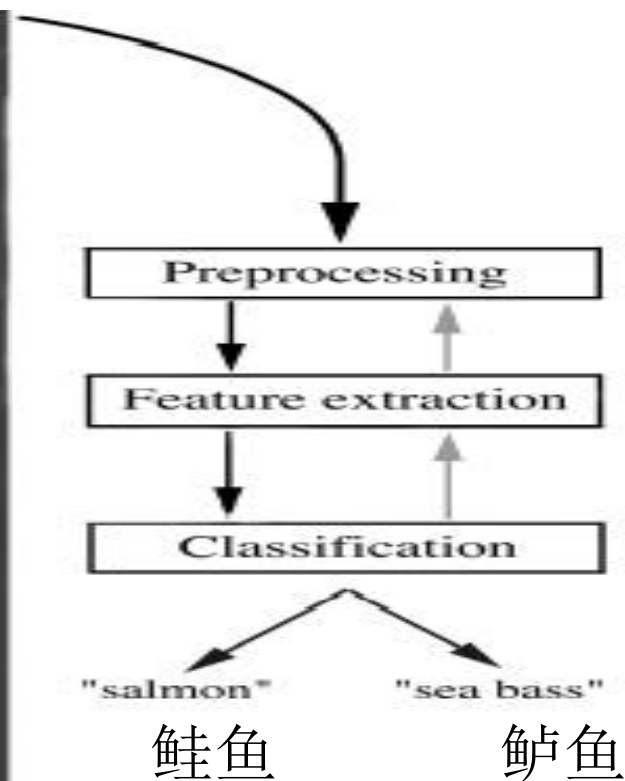 Preprocessing
Feature extraction
Classification
"salmon" "sea bass"
鲑鱼 鲈鱼